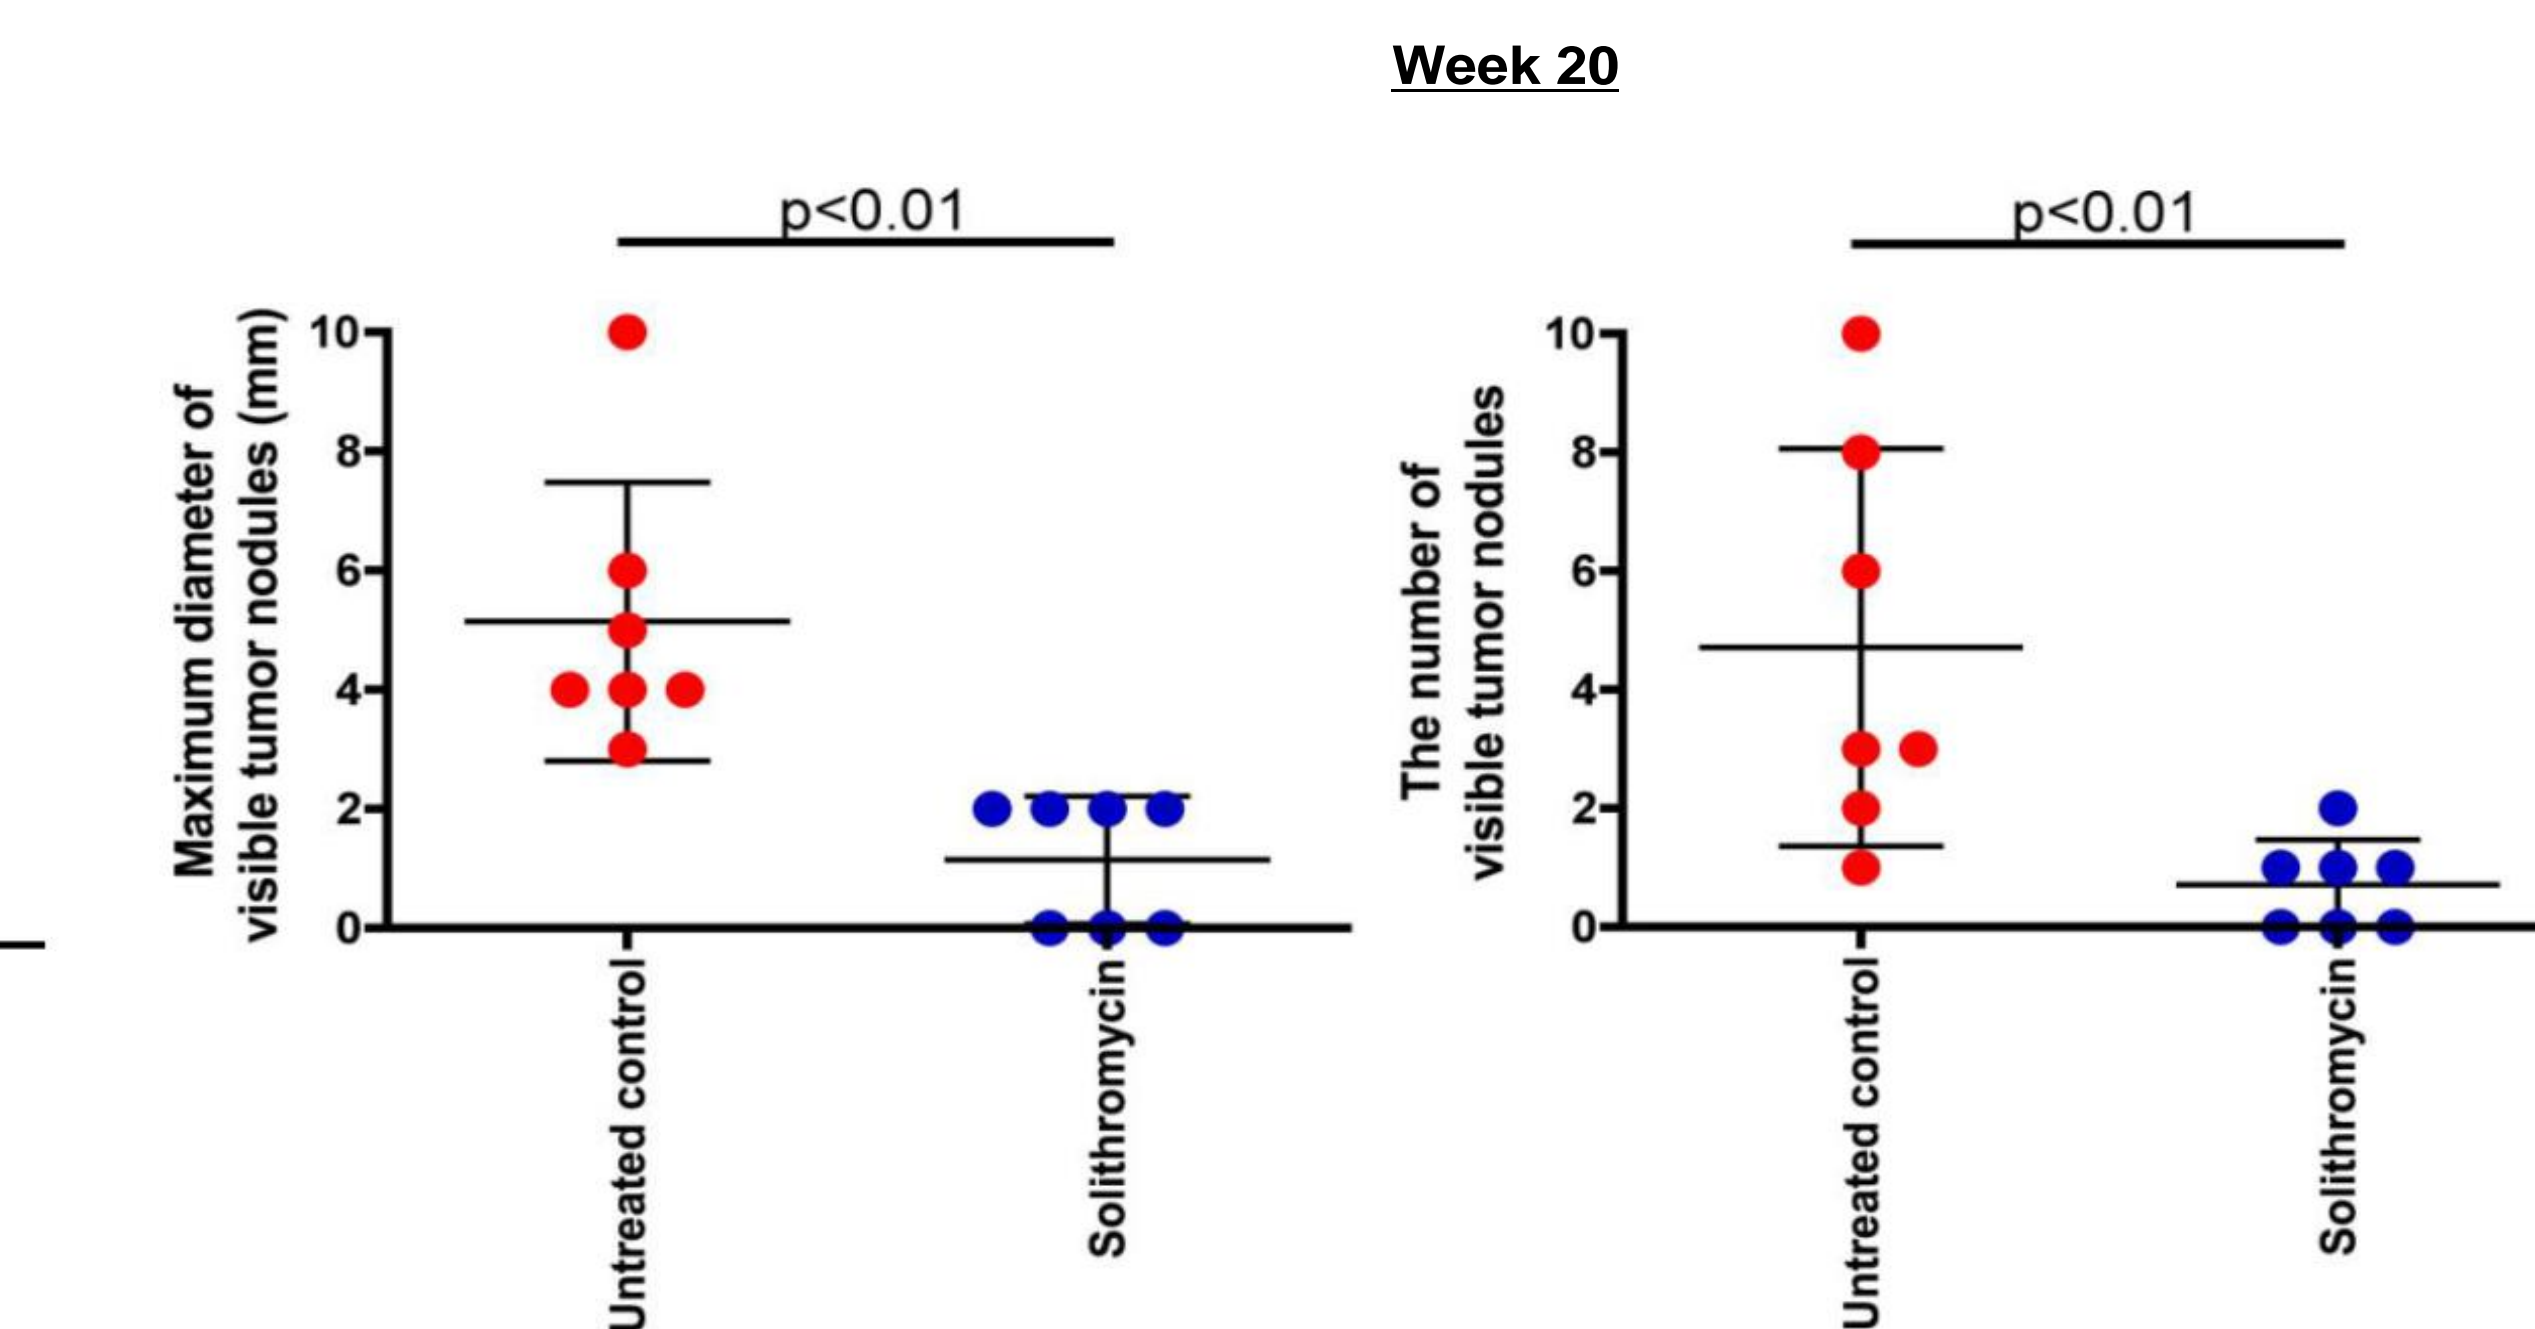 Week 20
p<0.01
Maximum diameter of
visible tumor nodules (mm)
10
8
6
4
2
0
Untreated control
Solithromycin
p<0.01
The number of
visible tumor nodules
10
8
6
4
2
0
Untreated control
Solithromycin